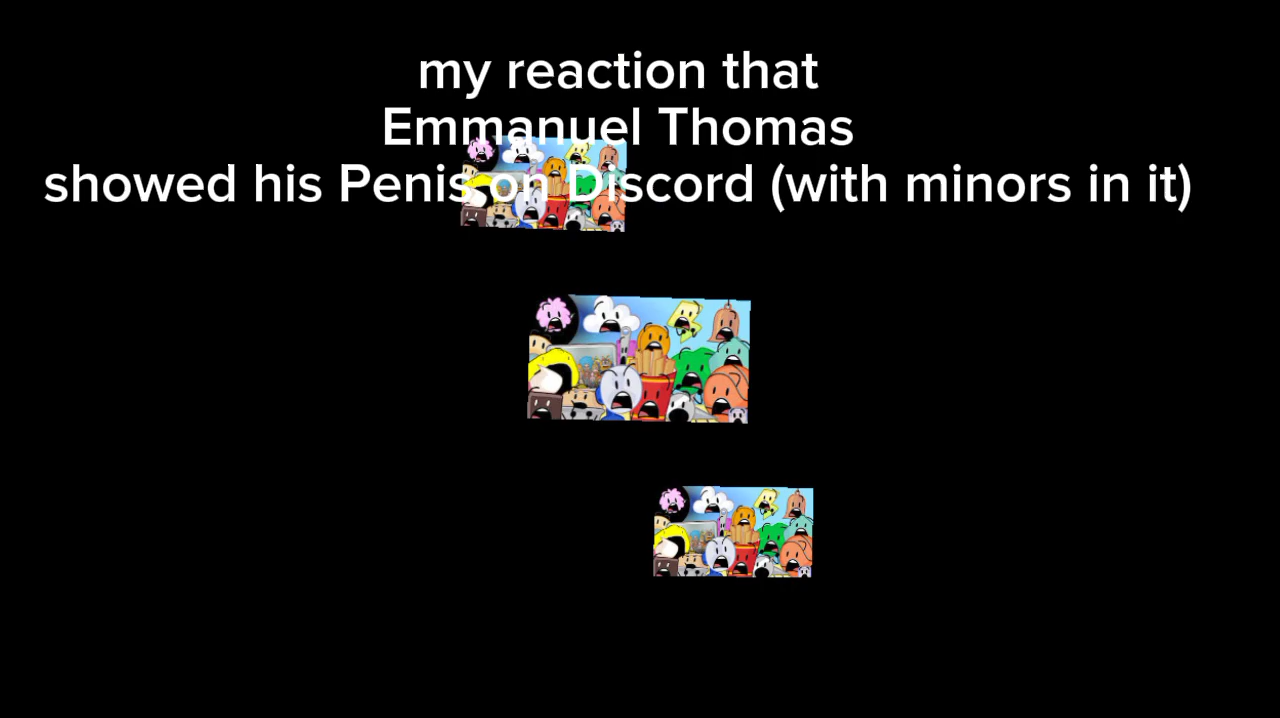 my reaction that
Emmanuel Thomas
showed his Penis on Discord (with minors in it)